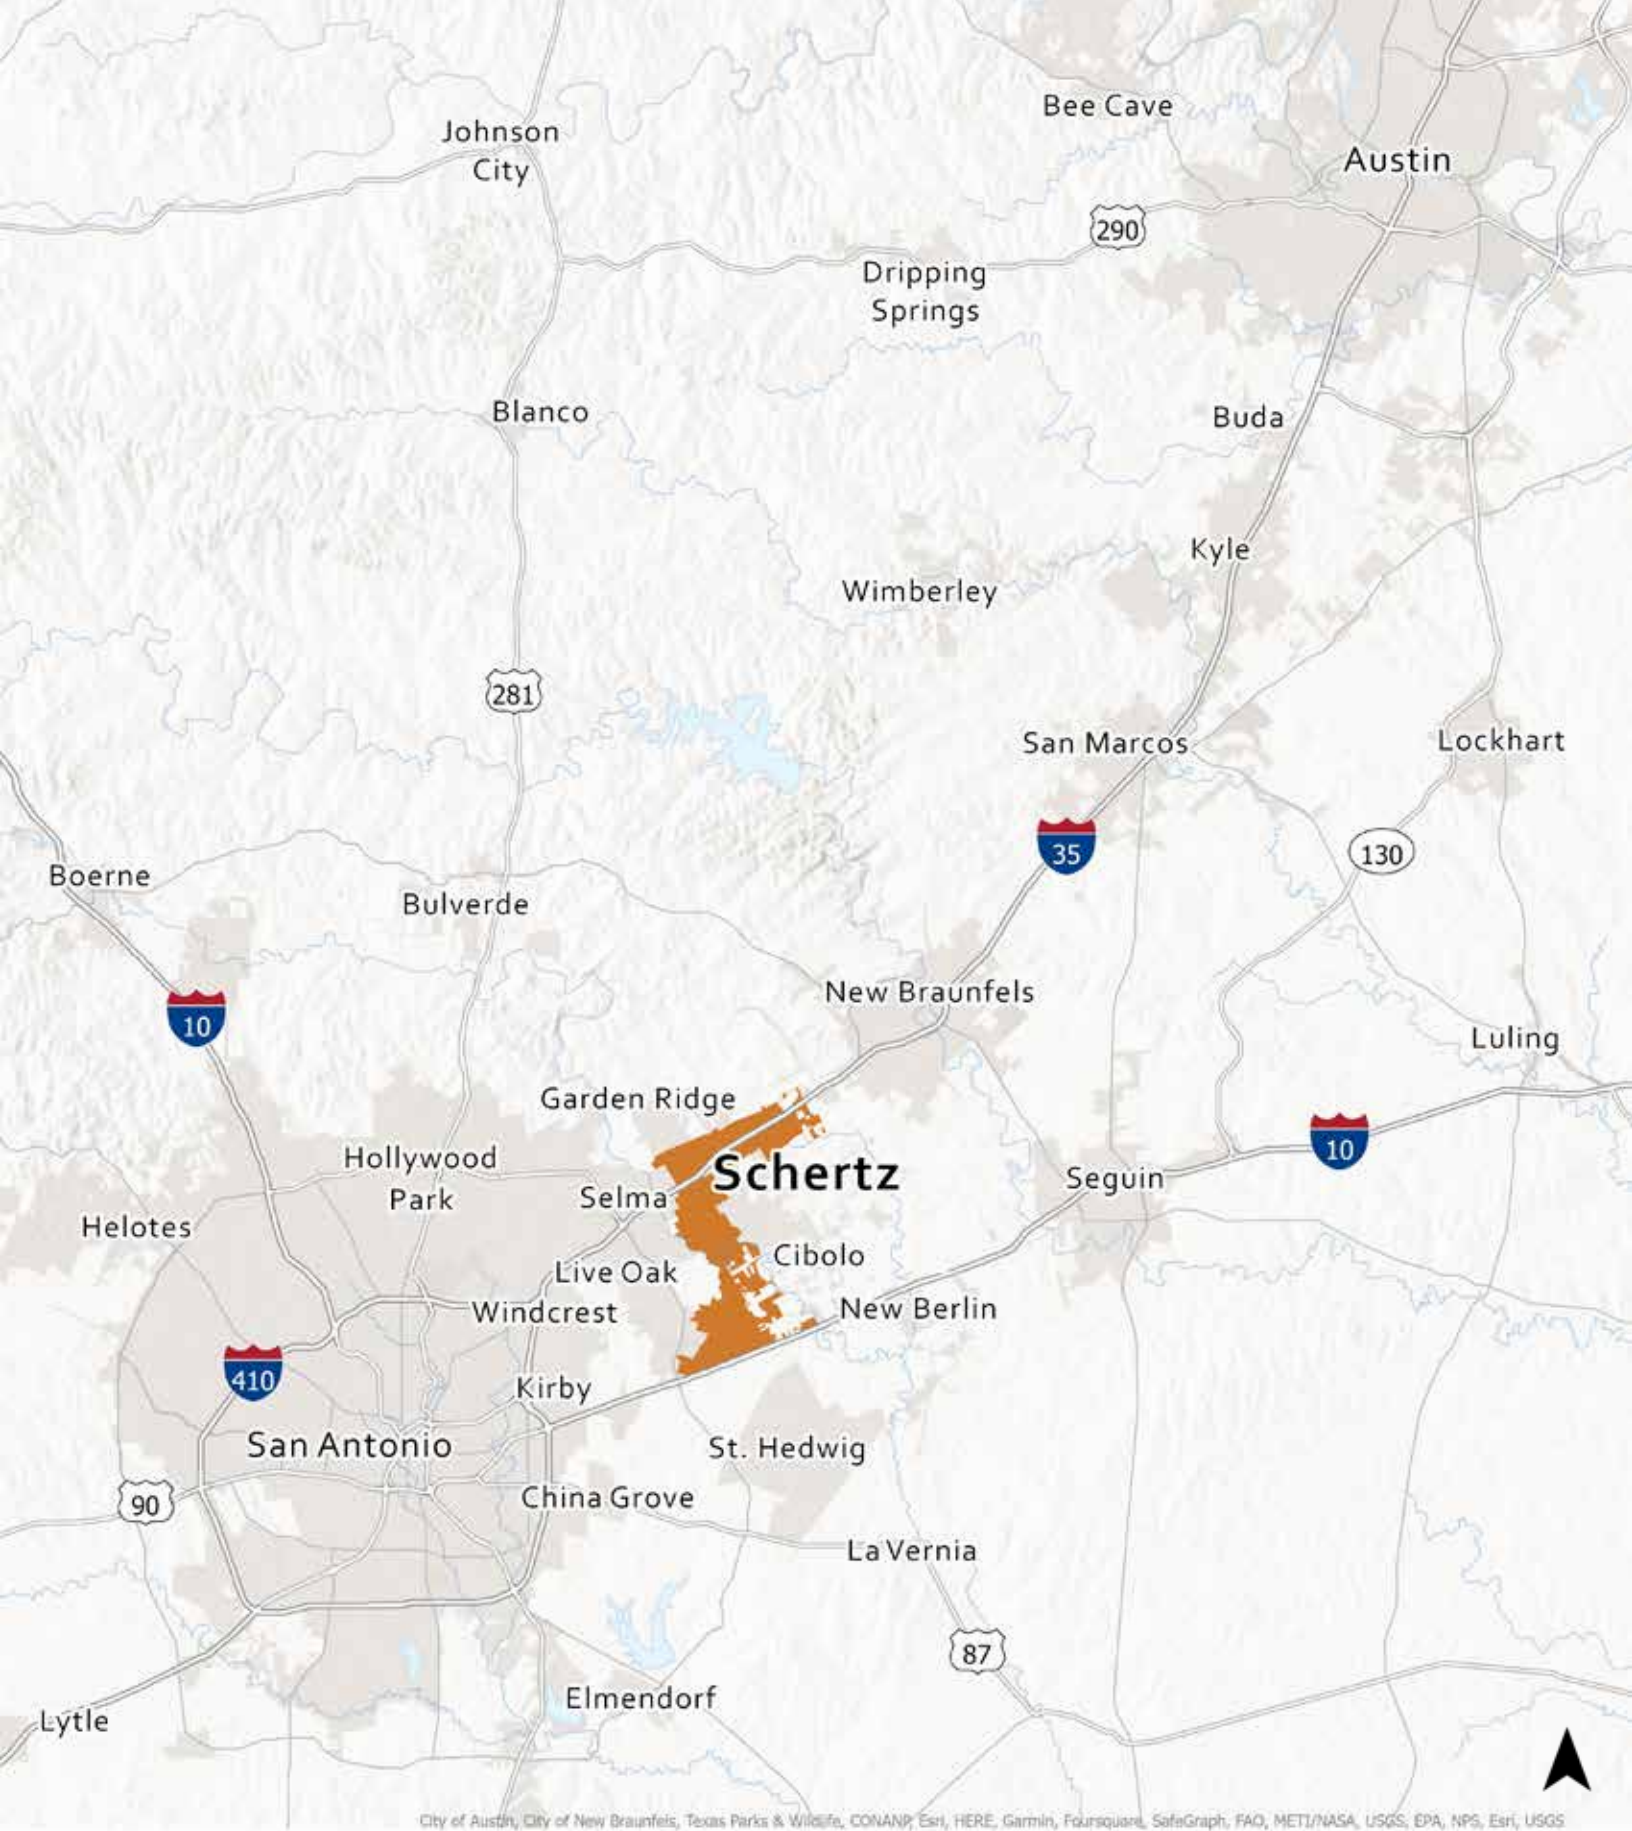 Bee Cave
Johnson
City
Austin
290
Dripping
Springs
Blanco
Buda
Kyle
Wimberley
281
San Marcos
Lockhart
35
130
Boerne
Bulverde
New Braunfels
10
Luling
Garden Ridge
10
Hollywood
Park
Schertz
Seguin
Selma
Helotes
Cibolo
Live Oak
Windcrest
New Berlin
410
Kirby
San Antonio
St. Hedwig
90
China Grove
La Vernia
87
Elmendorf
Lytle
City of Austin, City of New Braunfels, Texas Parks & Wildlife, CONANP, Esri, HERE, Garmin, Foursquare, SafeGraph, FAO, METI/NASA, USGS, EPA, NPS, Esri, USGS